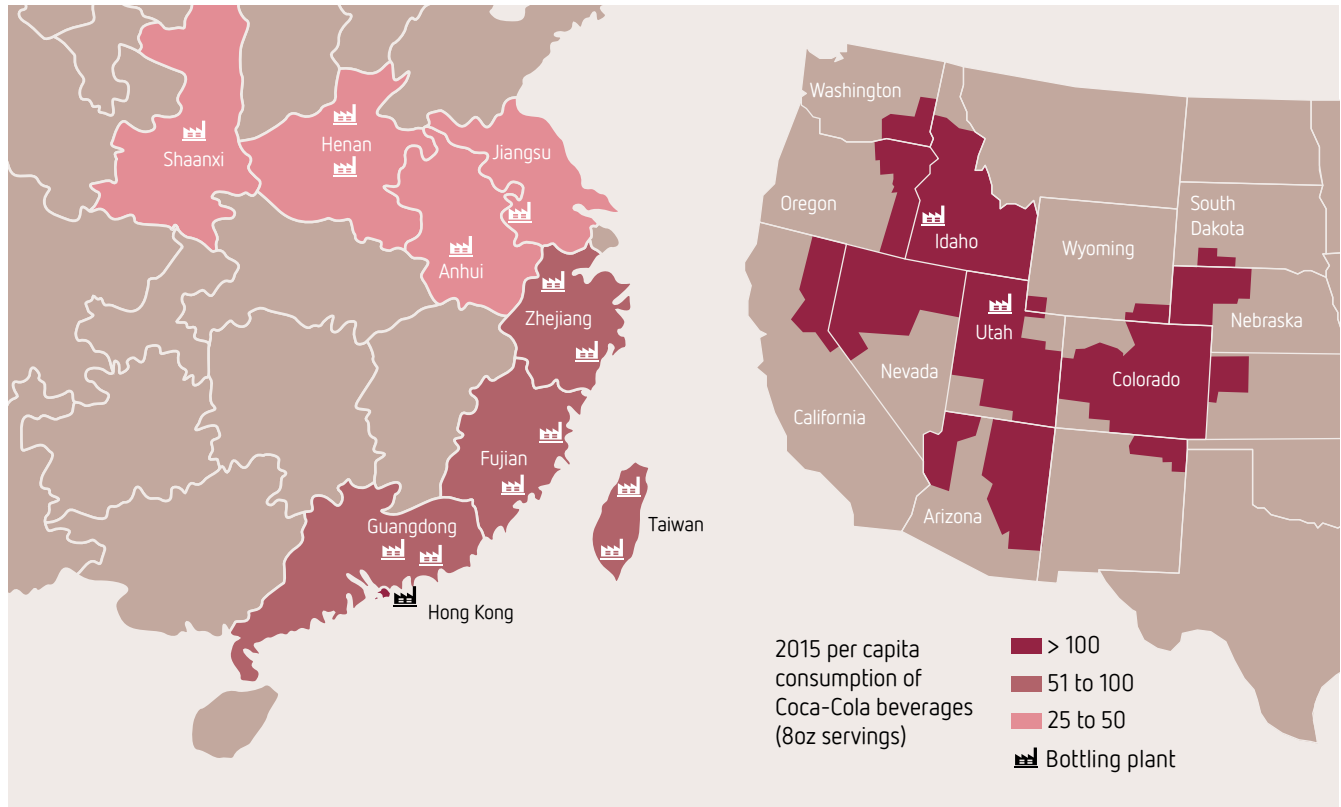 Shaanxi
Henan
Jiangsu
Anhui
Zhejiang
Fujian
Guangdong
Taiwan
Hong Kong
Washington
Oregon
Idaho
Wyoming
South
Dakota
Nebraska
Utah
Nevada
Colorado
California
Arizona
2015 per capita
consumption of
Coca-Cola beverages
(8oz servings)
> 100
51 to 100
25 to 50
Bottling plant